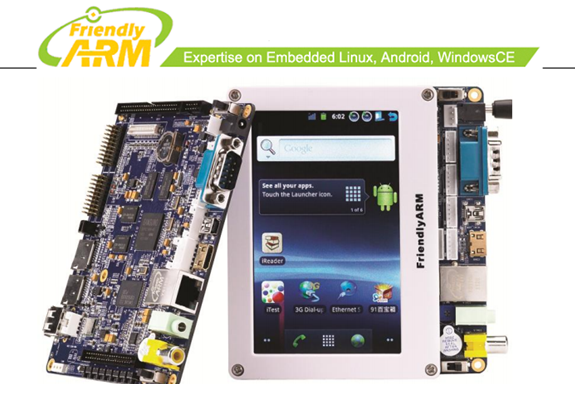 Friendly
ARM
Expertise on Embedded Linux, Android, WindowsCE
6:02
Google
See all your apps.
Touch the Launcher icon.
1 of 6
FriendlyARM
iReader
iTest
3G Dial-up
Ethernet
91百宝箱